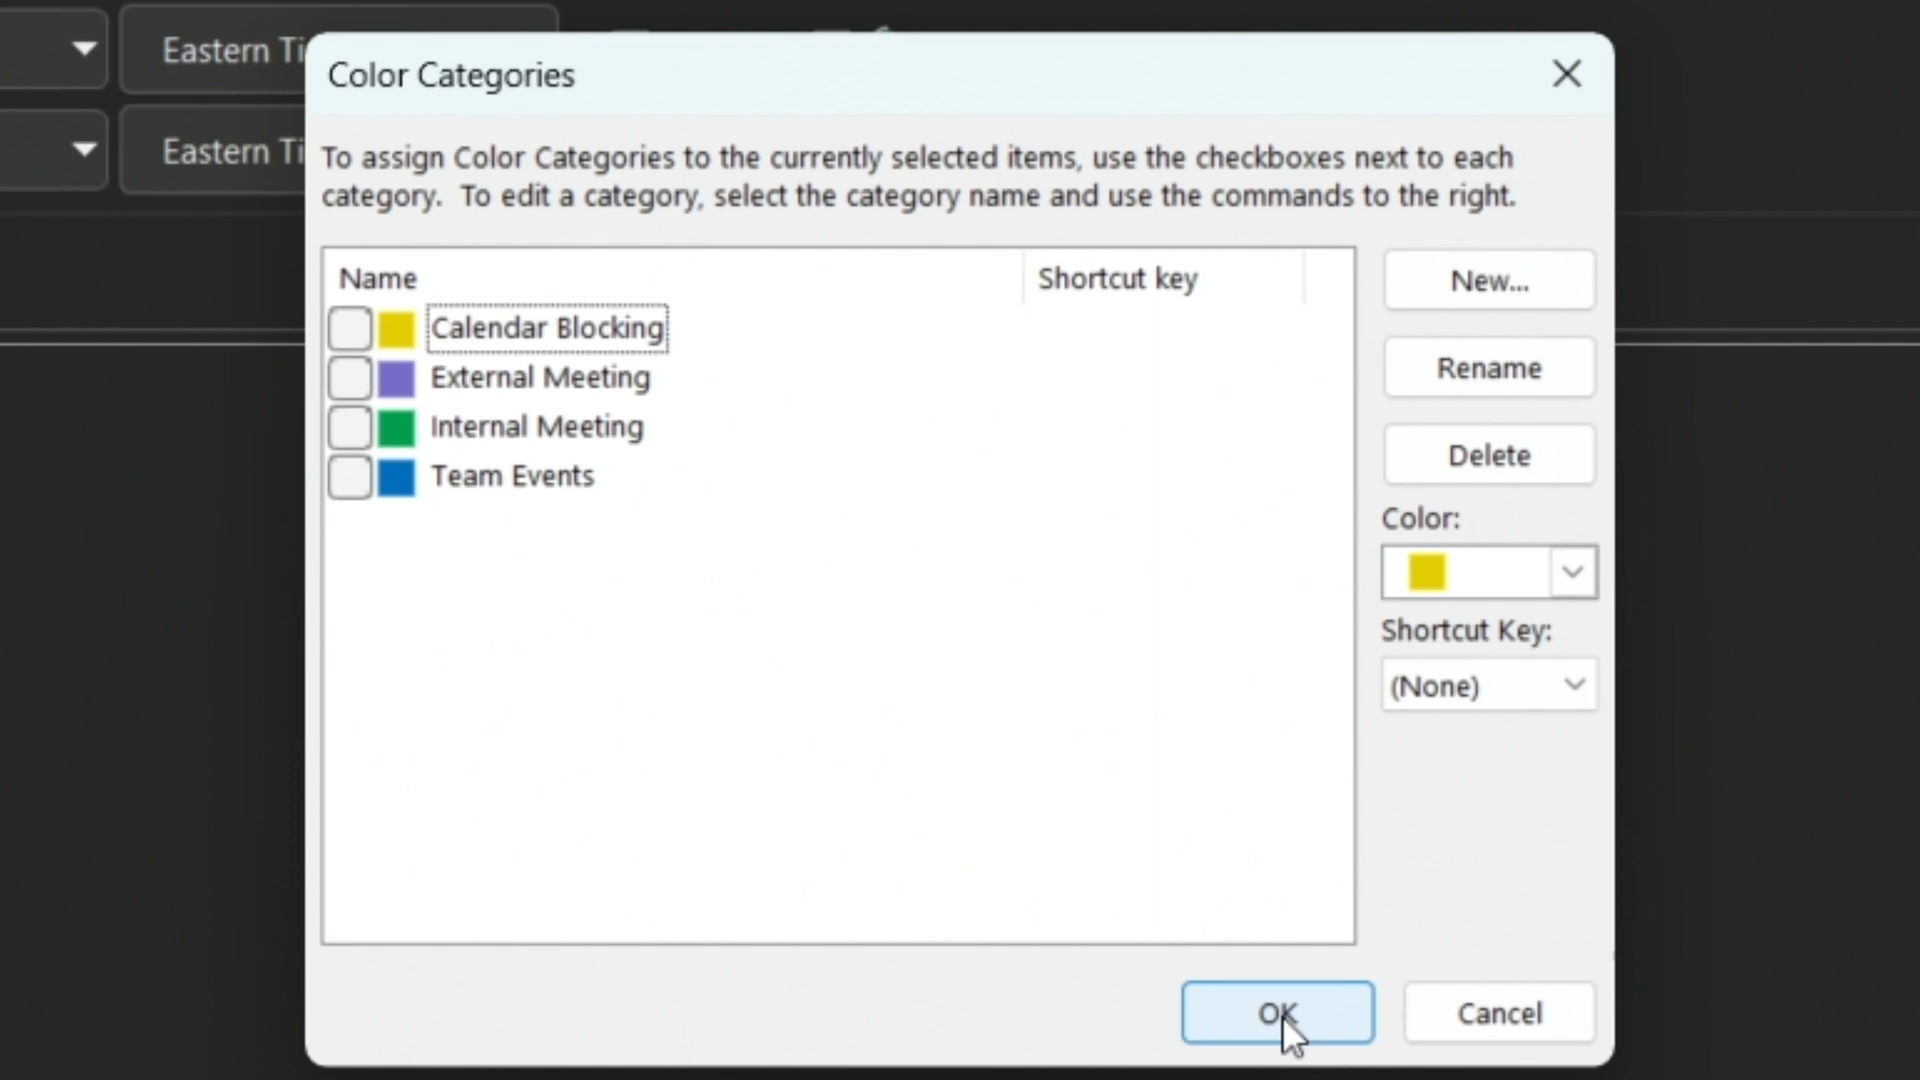 Eastern Ti
Color Categories
Eastern Ti
To assign Color Categories to the currently selected items, use the checkboxes next to each
category.  To edit a category, select the category name and use the commands to the right.
Name
Shortcut key
New...
Calendar Blocking
External Meeting
Rename
Internal Meeting
Delete
Team Events
Color:
Shortcut Key:
(None)
OK
Cancel